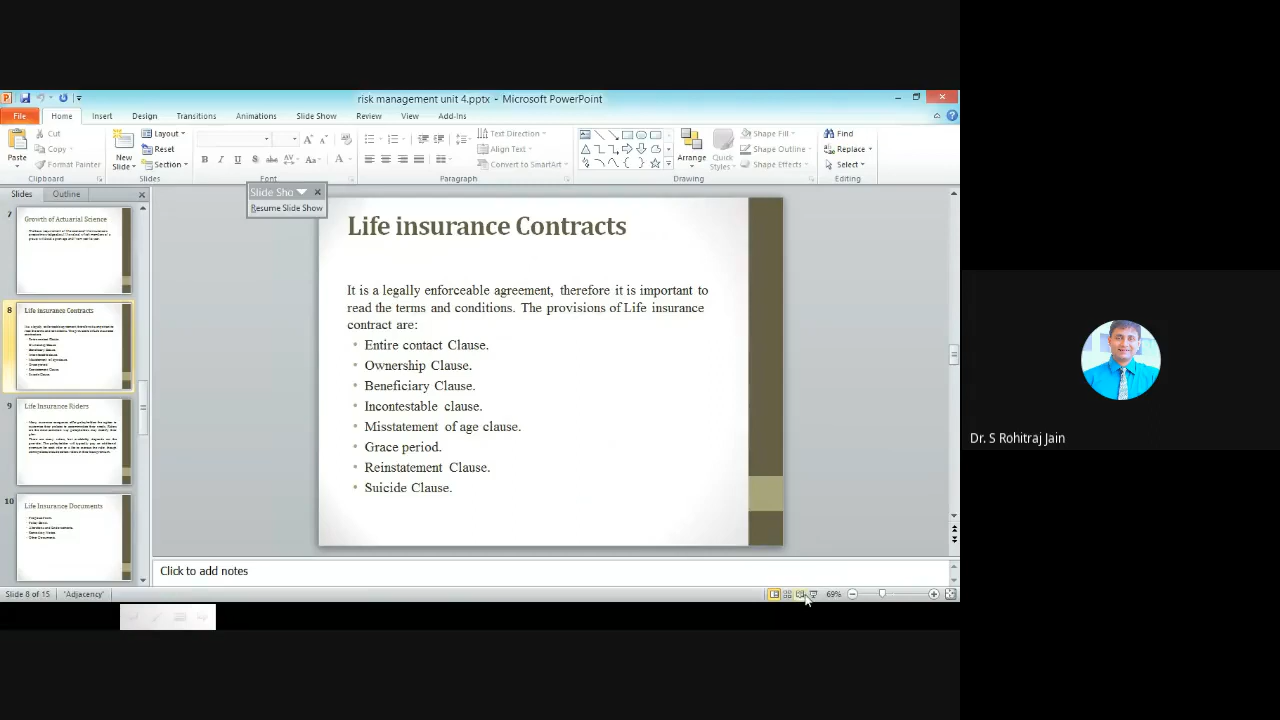 risk management unit 4.pptx - Microsoft PowerPoint
File Home Insert Design Transitions Animations Slide Show Review View Add-Ins
Paste
Cut
Copy
Format Painter
Clipboard
New Slide
Layout
Reset
Section
Slides
Font
Text Direction
Align Text
Convert to SmartArt
Paragraph
Arrange
Quick Styles
Shape Fill
Shape Outline
Shape Effects
Drawing
Find
Replace
Select
Editing
Slides Outline
Slide Sho
Resume Slide Show
7
Growth of Actuarial Science
8
Life insurance Contracts
9
Life Insurance Riders
10
Life Insurance Documents
Life insurance Contracts
It is a legally enforceable agreement, therefore it is important to
read the terms and conditions. The provisions of Life insurance
contract are:
• Entire contact Clause.
• Ownership Clause.
• Beneficiary Clause.
• Incontestable clause.
• Misstatement of age clause.
• Grace period.
• Reinstatement Clause.
• Suicide Clause.
Click to add notes
Slide 8 of 15 "Adjacency" 69%
Dr. S Rohitraj Jain